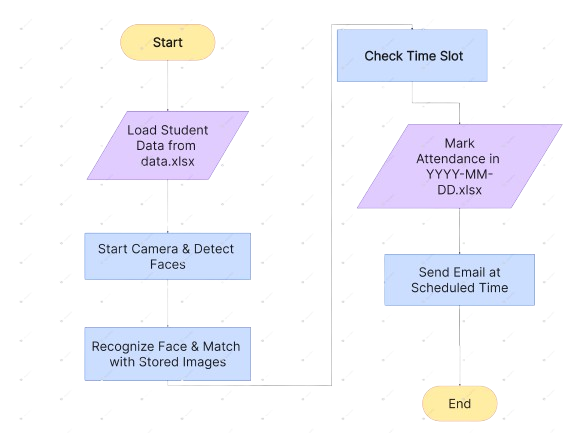 Start
Load Student
Data from
data.xlsx
Start Camera & Detect
Faces
Recognize Face & Match
with Stored Images
Check Time Slot
Mark
Attendance in
YYYY-MM-
DD.xlsx
Send Email at
Scheduled Time
End